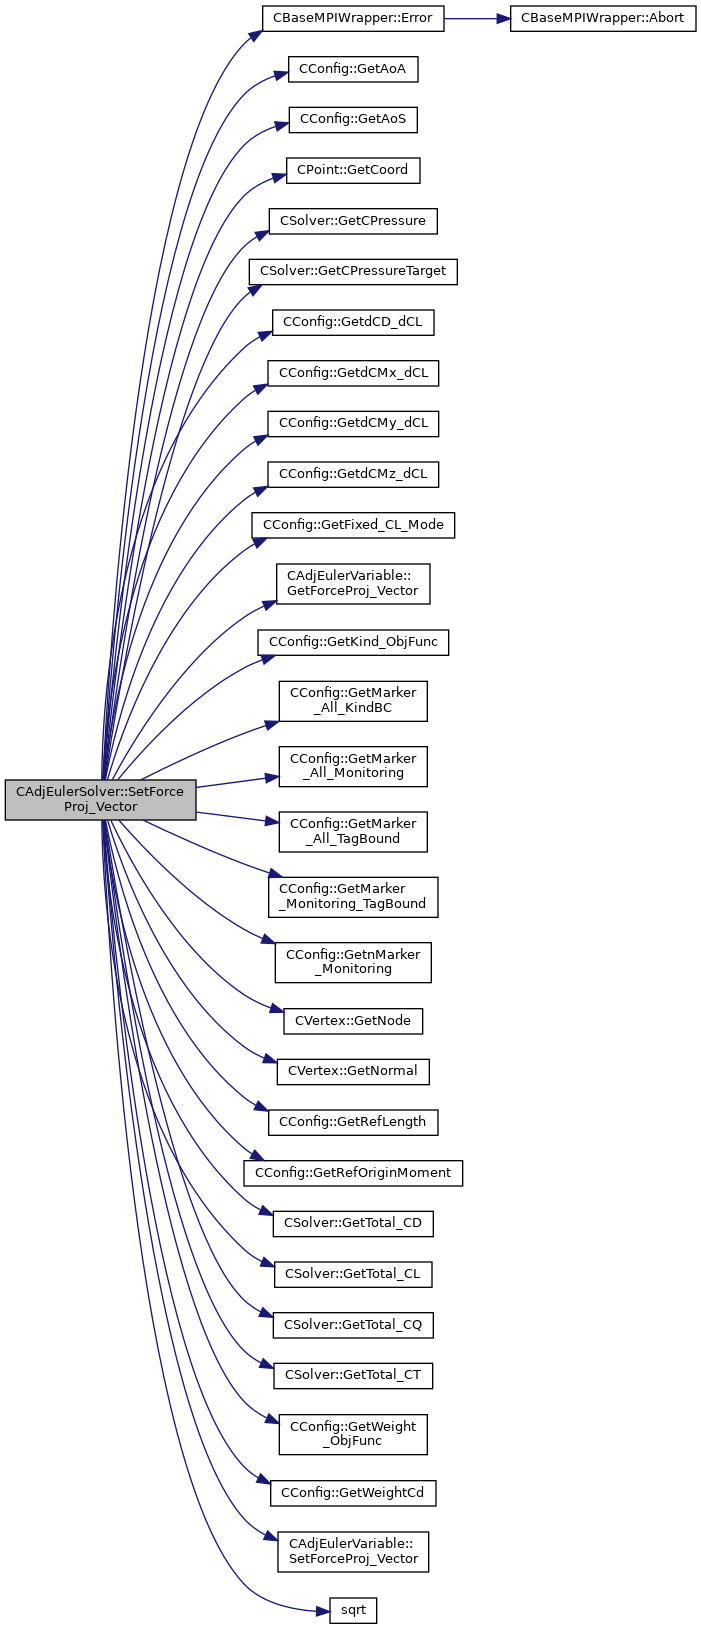 CBaseMPIWrapper::Error
CBaseMPIWrapper::Abort
CConfig::GetAoA
CConfig::GetAoS
CPoint::GetCoord
CSolver::GetCPressure
CSolver::GetCPressureTarget
CConfig::GetdCD_dCL
CConfig::GetdCMx_dCL
CConfig::GetdCMy_dCL
CConfig::GetdCMz_dCL
CConfig::GetFixed_CL_Mode
CAdjEulerVariable::
GetForceProj_Vector
CConfig::GetKind_ObjFunc
CConfig::GetMarker
_All_KindBC
CConfig::GetMarker
_All_Monitoring
CAdjEulerSolver::SetForce
Proj_Vector
CConfig::GetMarker
_All_TagBound
CConfig::GetMarker
_Monitoring_TagBound
CConfig::GetnMarker
_Monitoring
CVertex::GetNode
CVertex::GetNormal
CConfig::GetRefLength
CConfig::GetRefOriginMoment
CSolver::GetTotal_CD
CSolver::GetTotal_CL
CSolver::GetTotal_CQ
CSolver::GetTotal_CT
CConfig::GetWeight
_ObjFunc
CConfig::GetWeightCd
CAdjEulerVariable::
SetForceProj_Vector
sqrt